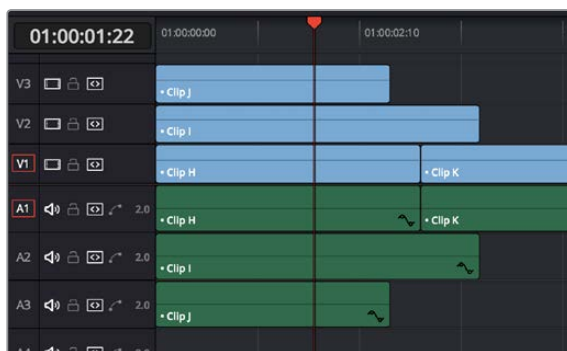 01:00:01:22 01:00:00:00 01:00:02:10
V3 • Clip J
V2 • Clip I
V1 • Clip H • Clip K
A1 2.0 • Clip H • Clip K
A2 2.0 • Clip I
A3 2.0 • Clip J